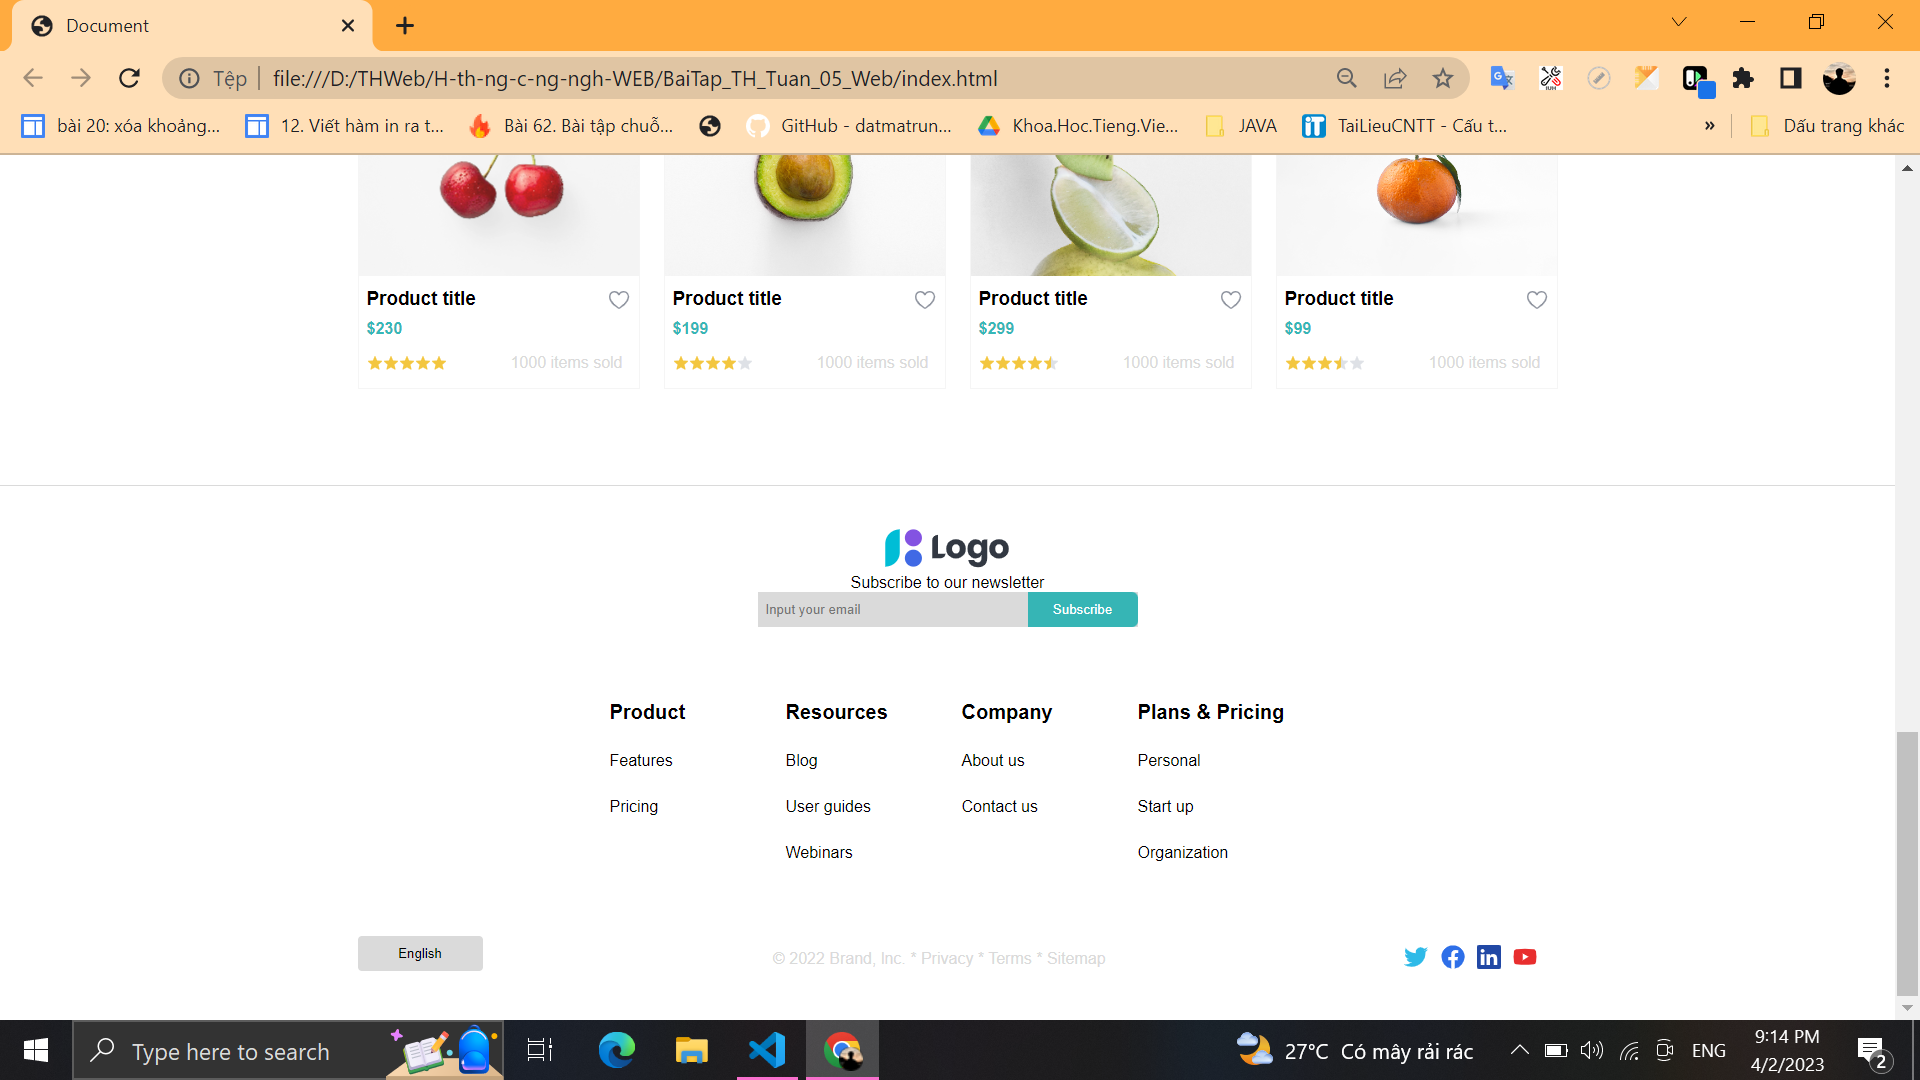 Document
Tệp
file:///D:/THWeb/H-th-ng-c-ng-ngh-WEB/BaiTap_TH_Tuan_05_Web/index.html
IUH
bài 20: xóa khoảng...
12. Viết hàm in ra t...
Bài 62. Bài tập chuỗ...
GitHub - datmatrun...
Khoa.Hoc.Tieng.Vie...
JAVA
iT
TaiLieuCNTT - Cấu t...
»
Dấu trang khác
Product title
Product title
Product title
Product title
$230
$199
$299
$99
1000 items sold
1000 items sold
1000 items sold
1000 items sold
Logo
Subscribe to our newsletter
Input your email
Subscribe
Product
Resources
Company
Plans & Pricing
Features
Blog
About us
Personal
Pricing
User guides
Contact us
Start up
Webinars
Organization
English
© 2022 Brand, Inc. * Privacy * Terms * Sitemap
in
Type here to search
27°C Có mây rải rác
ENG
9:14 PM
4/2/2023
2